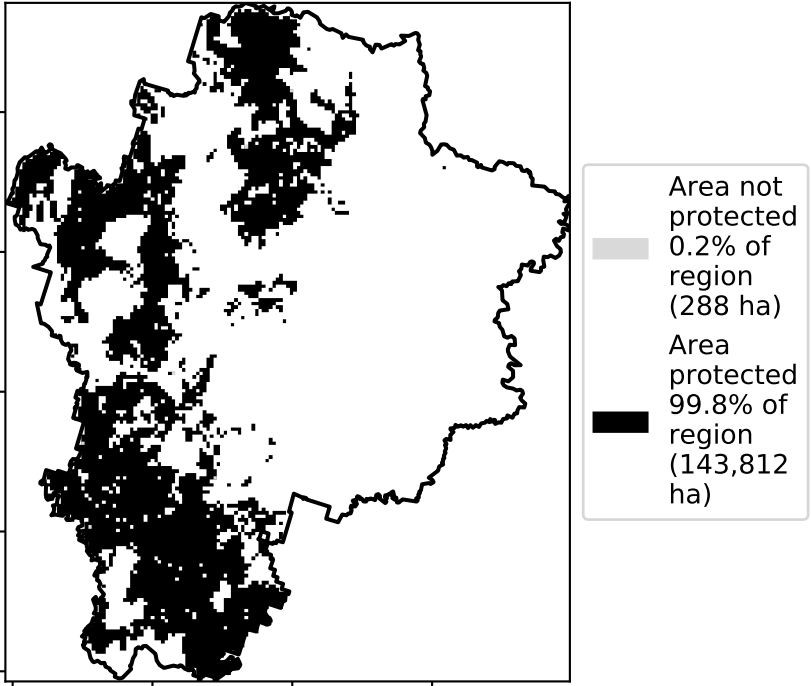 Area not
protected
0.2% of
region
(288 ha)
Area
protected
99.8% of
region
(143,812
ha)